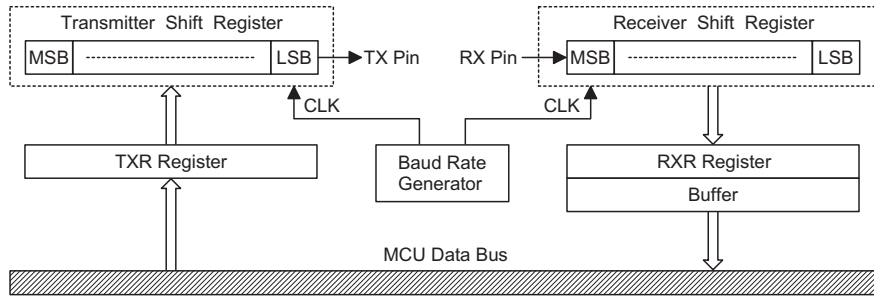 Transmitter Shift Register
Receiver Shift Register
MSB
LSB
TX Pin
RX Pin
MSB
LSB
CLK
CLK
TXR Register
Baud Rate
Generator
RXR Register
Buffer
MCU Data Bus